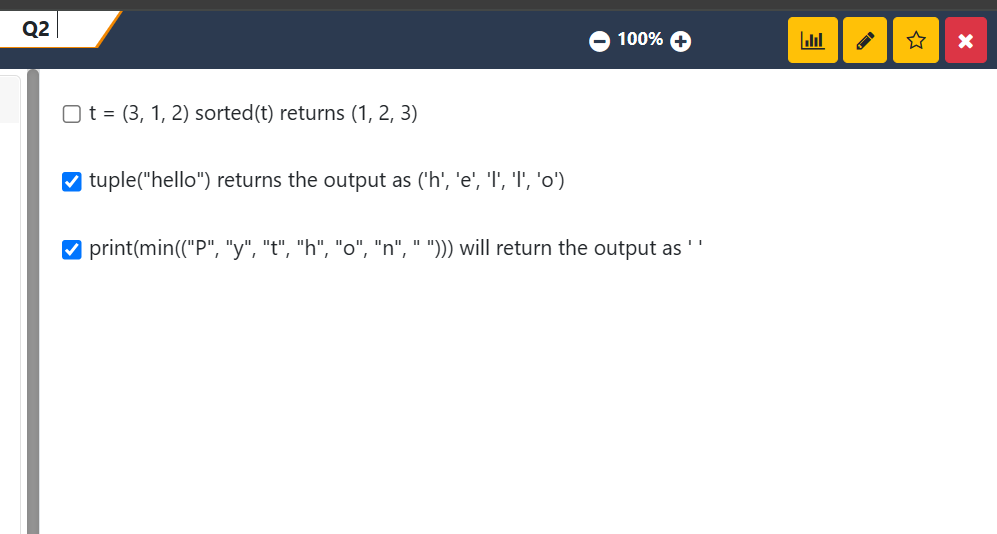 Q2
100%
t = (3, 1, 2) sorted(t) returns (1, 2, 3)
tuple("hello") returns the output as ('h', 'e', 'l', 'l', 'o')
print(min(("P", "y", "t", "h", "o", "n", " "))) will return the output as ' '